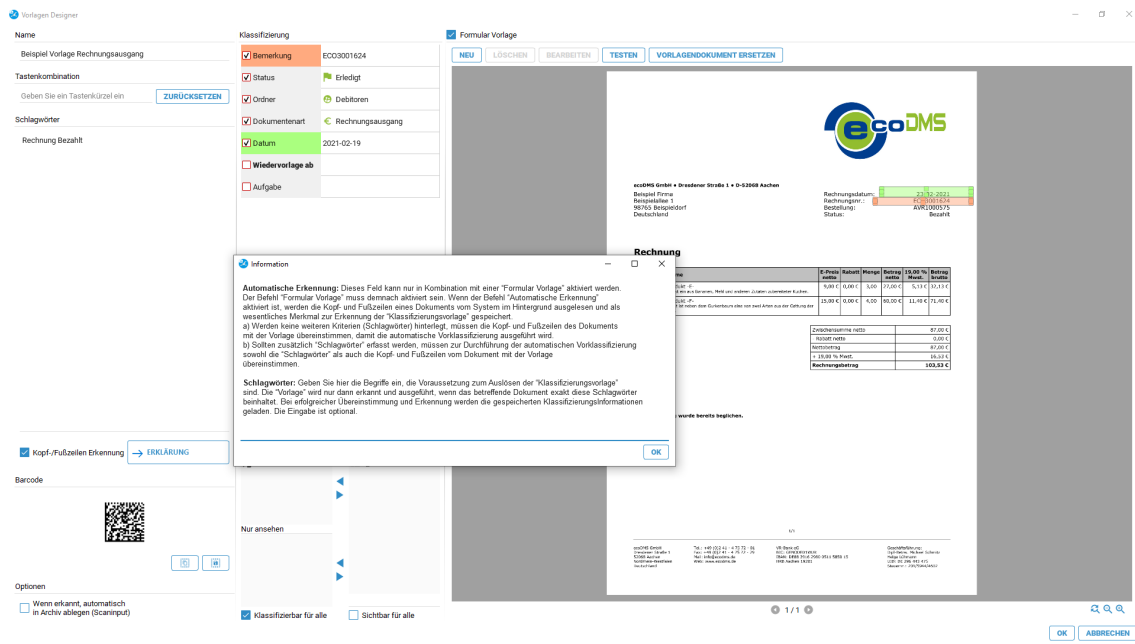 Vorlagen Designer
Name
Beispiel Vorlage Rechnungsausgang
Tastenkombination
Geben Sie ein Tastenkürzel ein
ZURÜCKSETZEN
Schlagwörter
Rechnung Bezahlt
Kopf-/Fußzeilen Erkennung
ERKLÄRUNG
Barcode
Optionen
Wenn erkannt, automatisch
in Archiv ablegen (Scaninput)
Klassifizierung
Bemerkung ECO3001624
Status Erledigt
Ordner Debitoren
Dokumentenart Rechnungsausgang
Datum 2021-02-19
Wiedervorlage ab
Aufgabe
Nur ansehen
Klassifizierbar für alle
Sichtbar für alle
Formular Vorlage
NEU LÖSCHEN BEARBEITEN TESTEN VORLAGENDOKUMENT ERSETZEN
ecoDMS
ecoDMS GmbH • Dresdener Straße 1 • D-52068 Aachen
Beispiel Firma
Beispielallee 1
98765 Beispieldorf
Deutschland
Rechnungsdatum:
Rechnungsnr.:
Bestellung: AVR1000575
Status: Bezahlt
Rechnung
E-Preis netto Rabatt Menge Betrag netto 19,00 % Mwst. Betrag brutto
9,00 € 0,00 € 3,00 27,00 € 5,13 € 32,13 €
15,00 € 0,00 € 4,00 60,00 € 11,40 € 71,40 €
Zwischensumme netto 87,00 €
Rabatt netto 0,00 €
Nettobetrag 87,00 €
+ 19,00 % Mwst. 16,53 €
Rechnungsbetrag 103,53 €
wurde bereits beglichen.
1/1
Information
Automatische Erkennung: Dieses Feld kann nur in Kombination mit einer "Formular Vorlage" aktiviert werden.
Der Befehl "Formular Vorlage" muss demnach aktiviert sein. Wenn der Befehl "Automatische Erkennung"
aktiviert ist, werden die Kopf- und Fußzeilen eines Dokuments vom System im Hintergrund ausgelesen und als
wesentliches Merkmal zur Erkennung der "Klassifizierungsvorlage" gespeichert.
a) Werden keine weiteren Kriterien (Schlagwörter) hinterlegt, müssen die Kopf- und Fußzeilen des Dokuments
mit der Vorlage übereinstimmen, damit die automatische Vorklassifizierung ausgeführt wird.
b) Sollten zusätzlich "Schlagwörter" erfasst werden, müssen zur Durchführung der automatischen Vorklassifizierung
sowohl die "Schlagwörter" als auch die Kopf- und Fußzeilen vom Dokument mit der Vorlage
übereinstimmen.
Schlagwörter: Geben Sie hier die Begriffe ein, die Voraussetzung zum Auslösen der "Klassifizierungsvorlage"
sind. Die "Vorlage" wird nur dann erkannt und ausgeführt, wenn das betreffende Dokument exakt diese Schlagwörter
beinhaltet. Bei erfolgreicher Übereinstimmung und Erkennung werden die gespeicherten KlassifizierungsInformationen
geladen. Die Eingabe ist optional.
OK
1/1
OK ABBRECHEN